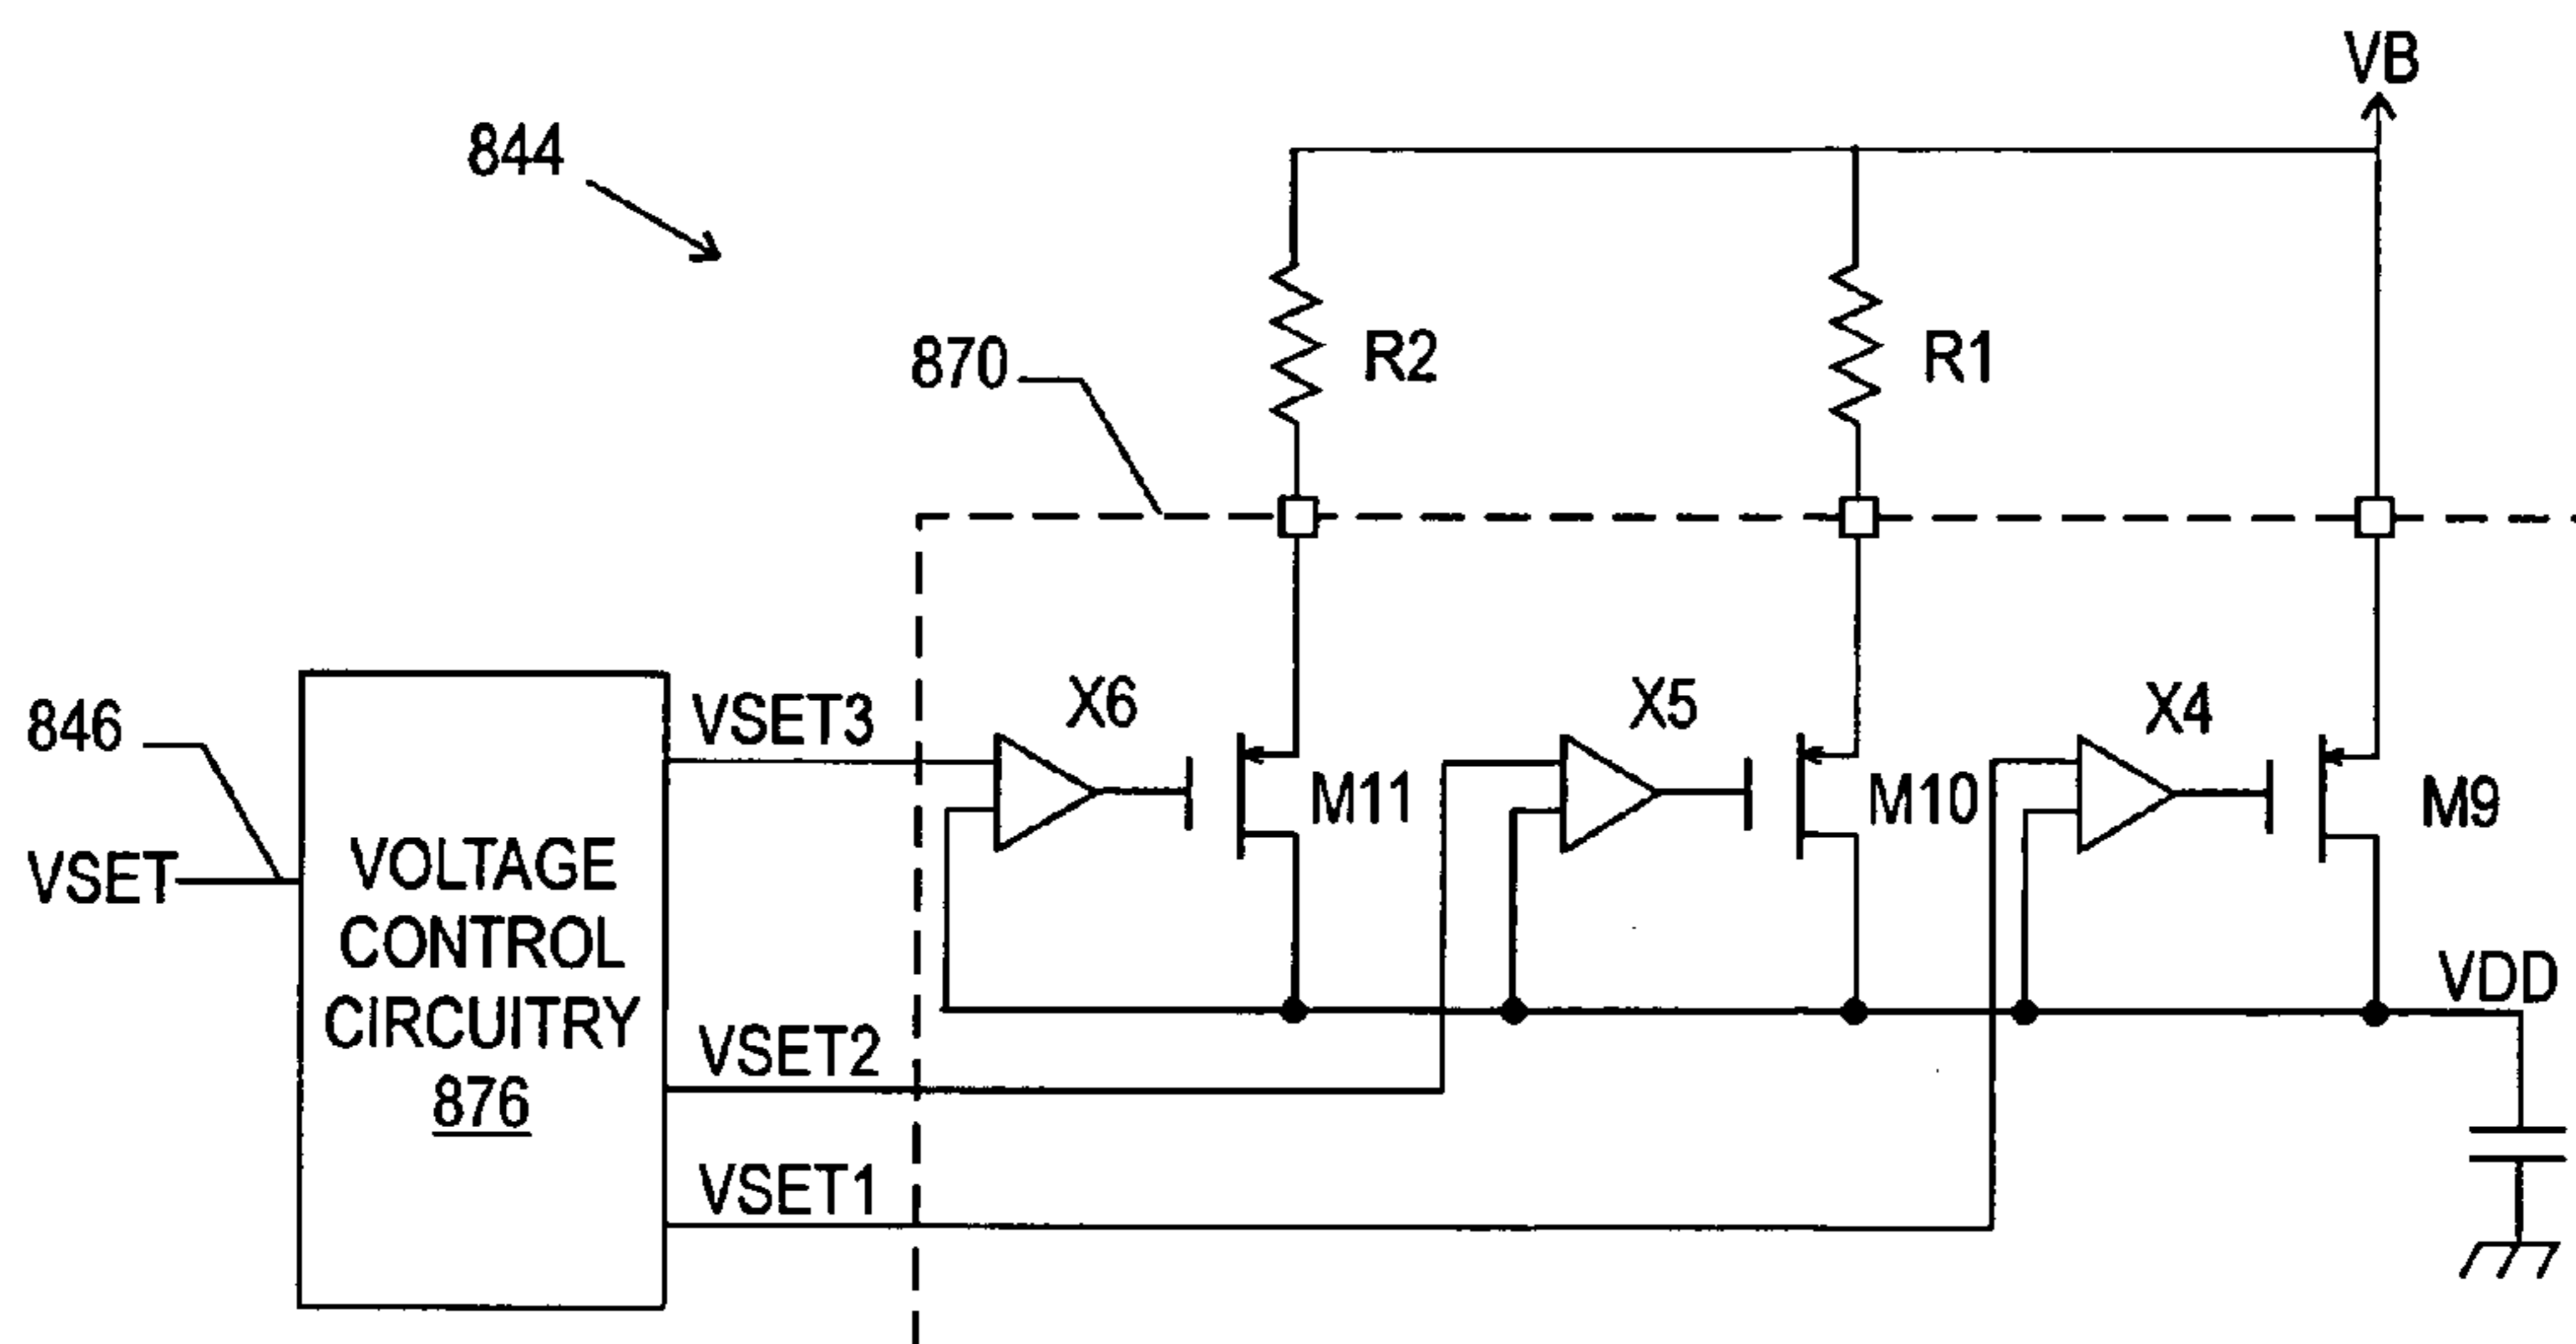 VB
844
870
R2
R1
846
VSET
VOLTAGE
CONTROL
CIRCUITRY
876
VSET3
X6
M11
X5
M10
X4
M9
VDD
VSET2
VSET1